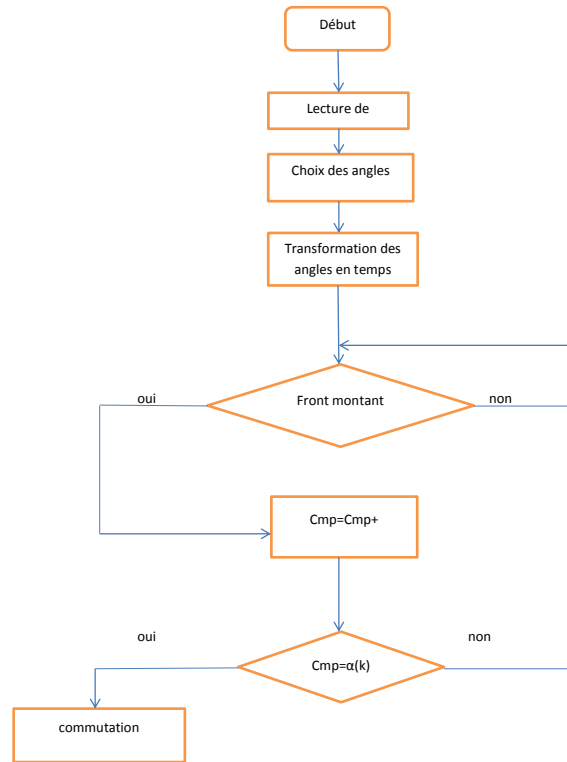 Début
Lecture de
Choix des angles
Transformation des
angles en temps
Front montant
oui
non
Cmp=Cmp+
oui
non
Cmp=α(k)
commutation